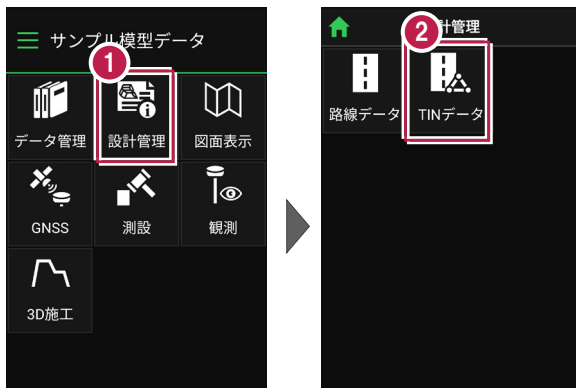 サンプル模型データ
1
データ管理 設計管理 図面表示
GNSS 測設 観測
3D施工
2
計管理
路線データ TINデータ